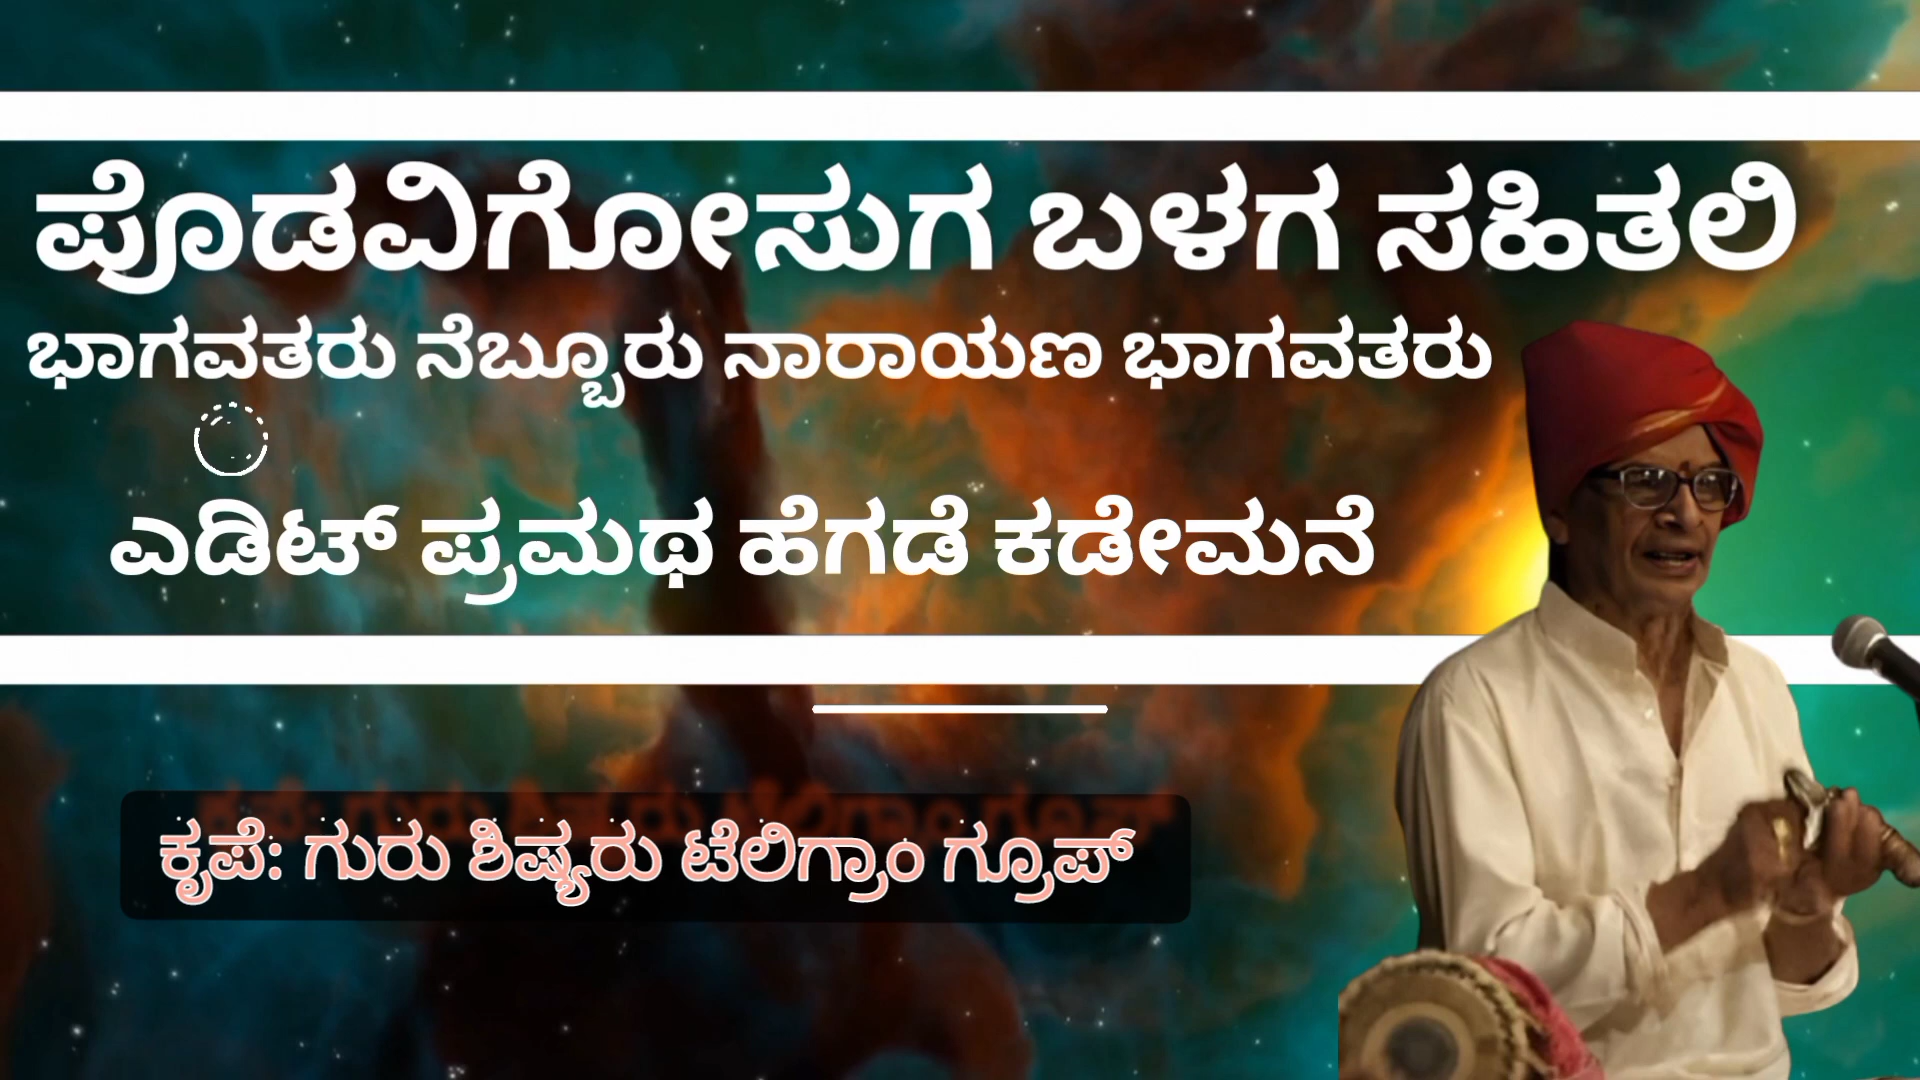 ಪೊಡವಿಗೋಸುಗ ಬಳಗ ಸಹಿತಲಿ
ಭಾಗವತರು ನೆಬ್ಬೂರು ನಾರಾಯಣ ಭಾಗವತರು
ಎಡಿಟ್ ಪ್ರಮಥ ಹೆಗಡೆ ಕಡೇಮನೆ
ಕೃಪೆ: ಗುರು ಶಿಷ್ಯರು ಟೆಲಿಗ್ರಾಂ ಗ್ರೂಪ್